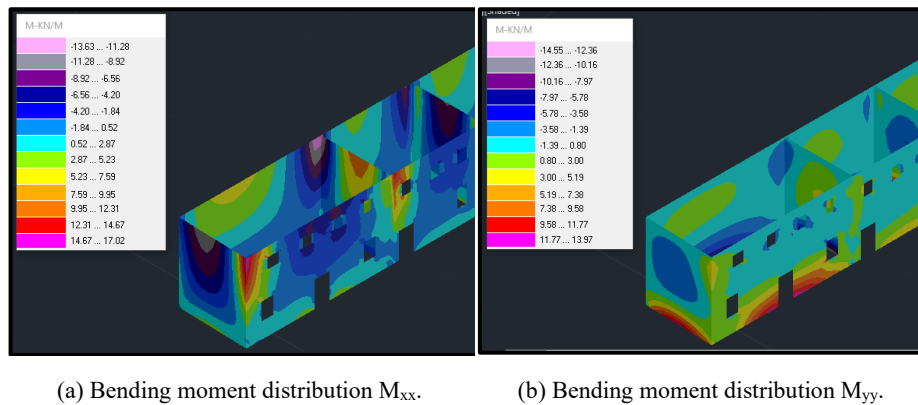 M-KN/M
-13.63 ... -11.28
-11.28 ... -8.92
-8.92 ... -6.56
-6.56 ... -4.20
-4.20 ... -1.84
-1.84 ... 0.52
0.52 ... 2.87
2.87 ... 5.23
5.23 ... 7.59
7.59 ... 9.95
9.95 ... 12.31
12.31 ... 14.67
14.67 ... 17.02
M-KN/M
-14.55 ... -12.36
-12.36 ... -10.16
-10.16 ... -7.97
-7.97 ... -5.78
-5.78 ... -3.58
-3.58 ... -1.39
-1.39 ... 0.80
0.80 ... 3.00
3.00 ... 5.19
5.19 ... 7.38
7.38 ... 9.58
9.58 ... 11.77
11.77 ... 13.97
(a) Bending moment distribution Mxx.
(b) Bending moment distribution Myy.